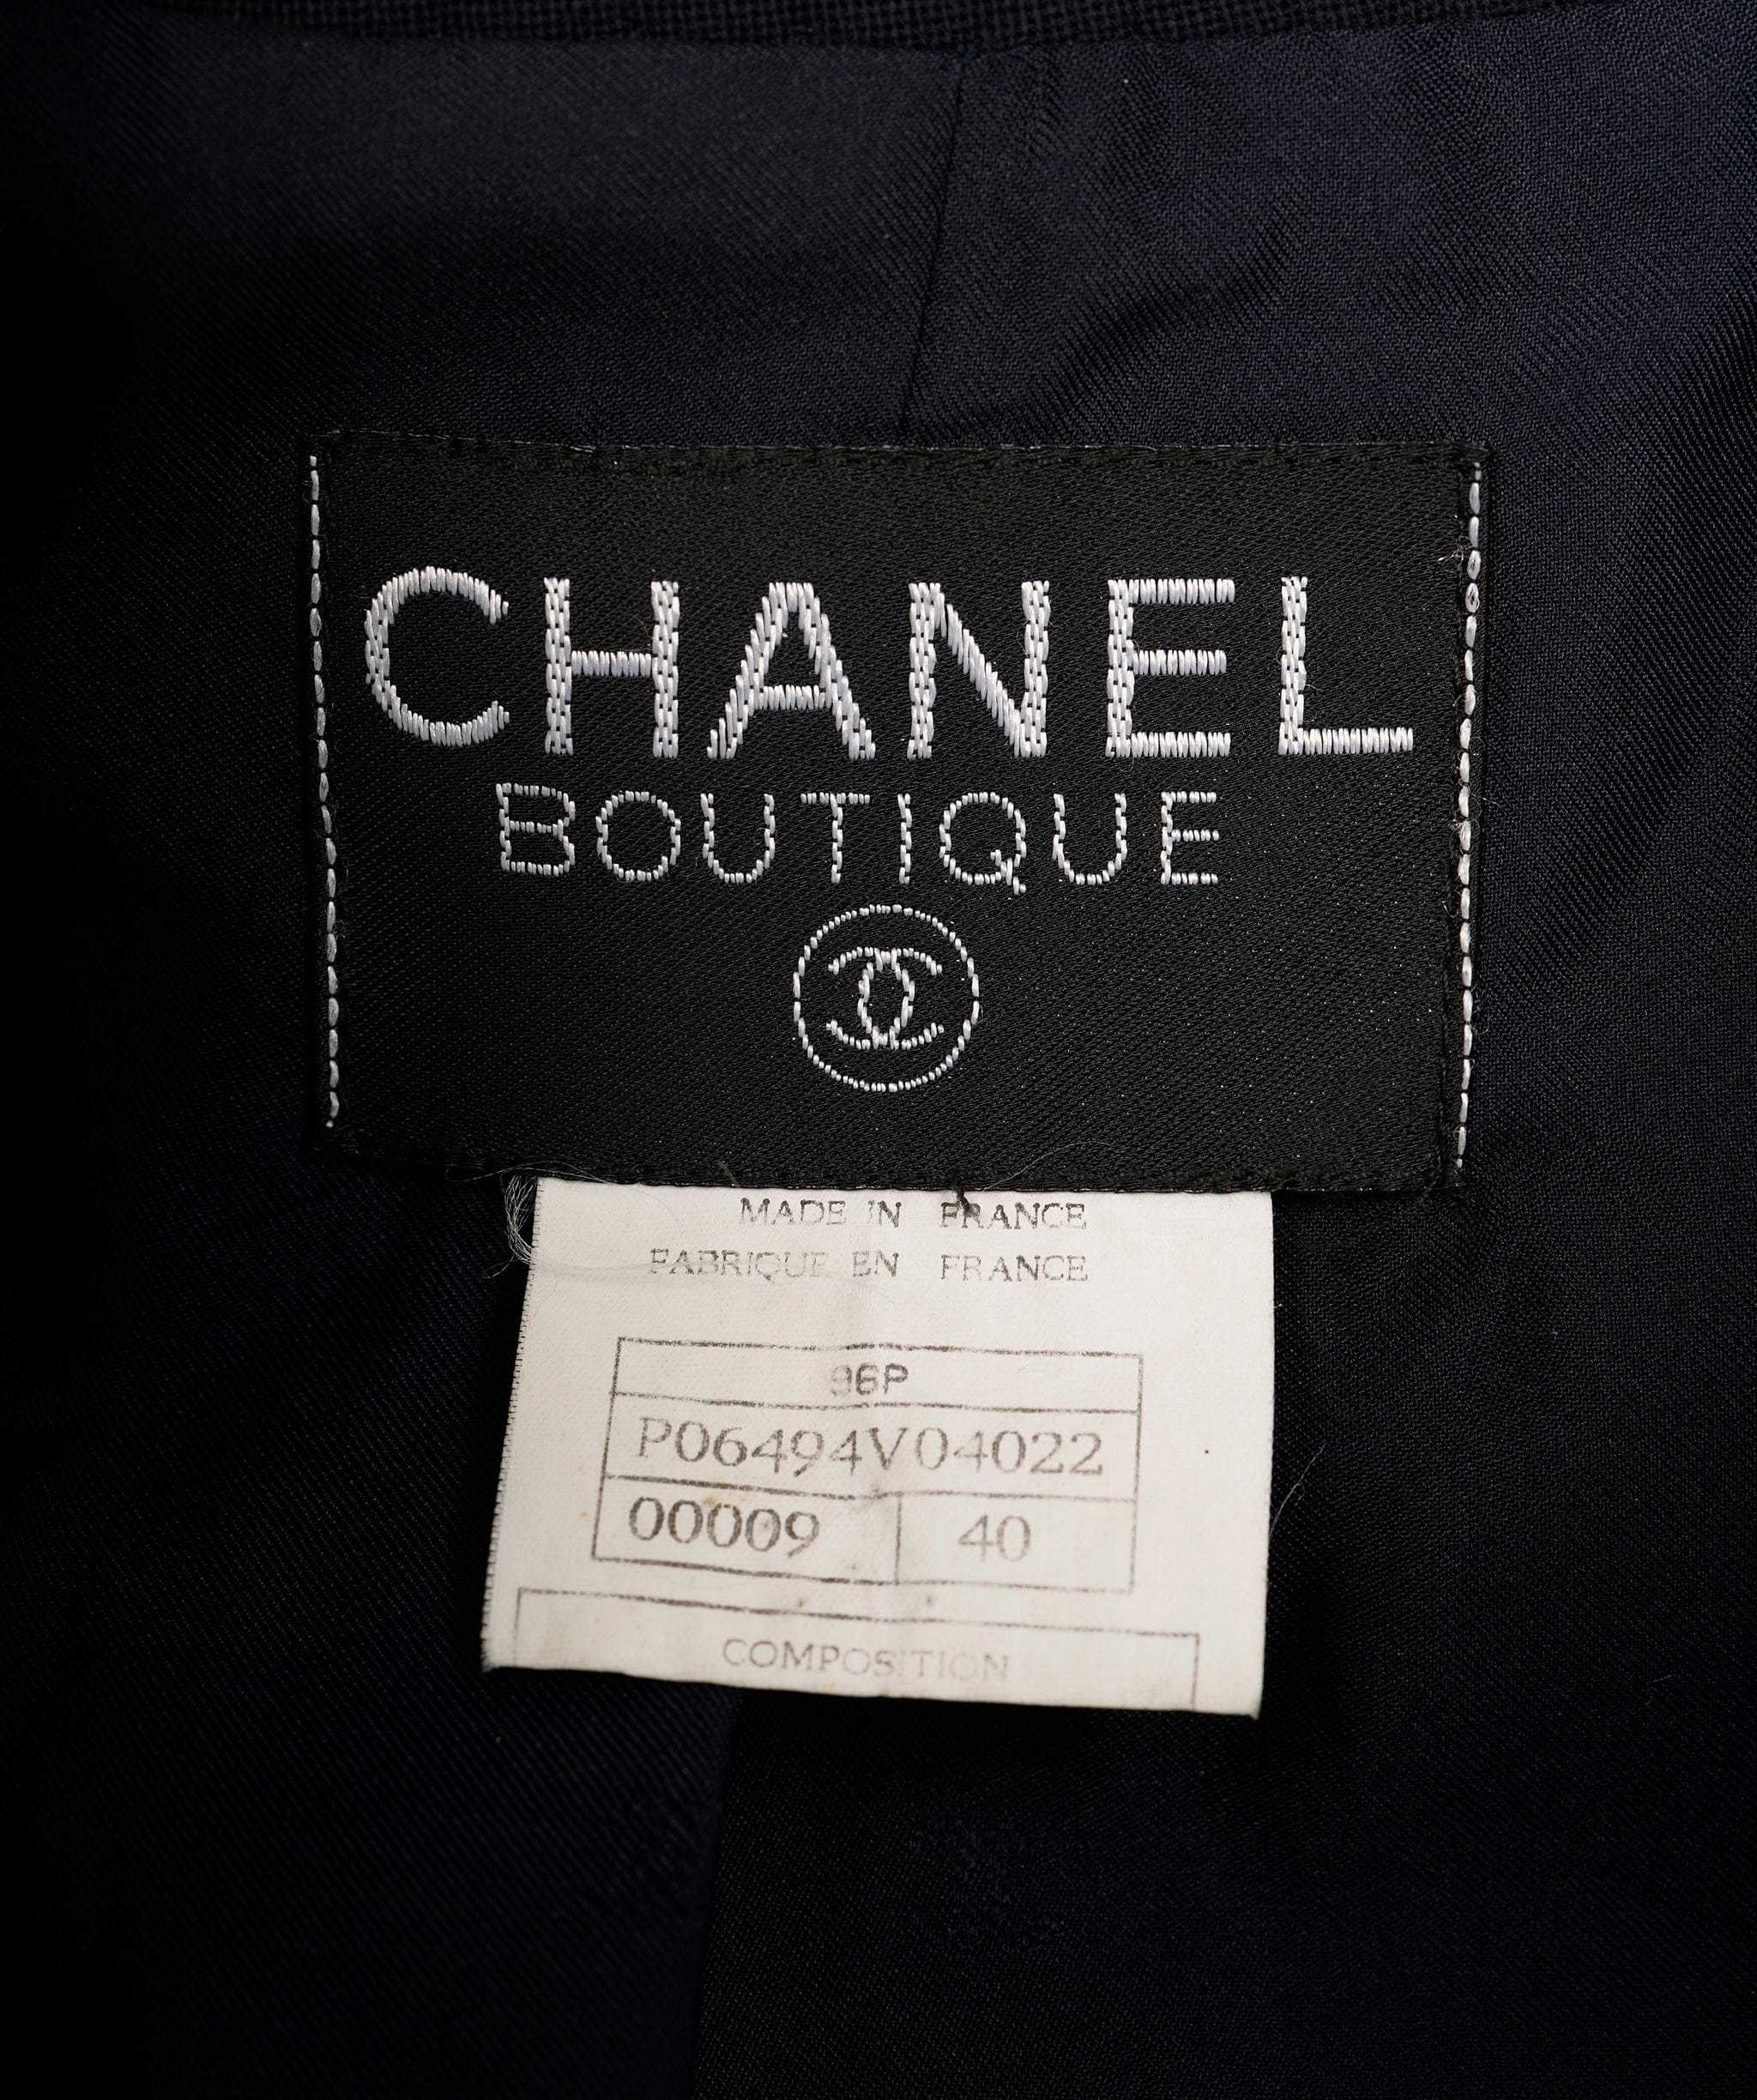 CHANEL
BOUTIQUE
MADE IN FRANCE
FABRIQUE EN FRANCE
96P
P06494V04022
00009 40
COMPOSITION